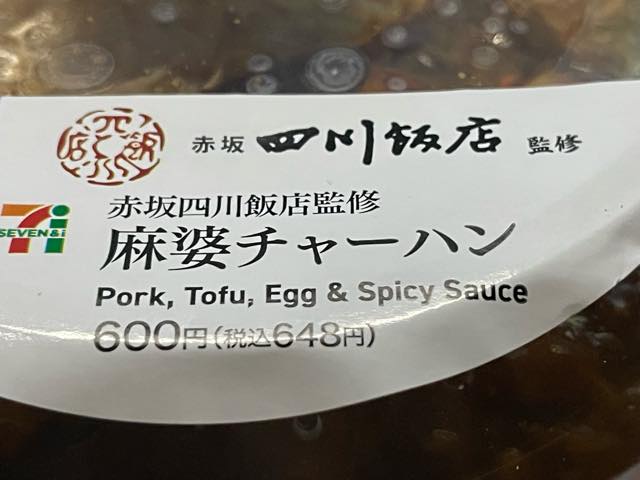 赤坂 四川飯店 監修
SEVEN&i
赤坂四川飯店監修
麻婆チャーハン
Pork, Tofu, Egg & Spicy Sauce
600円(税込648円)